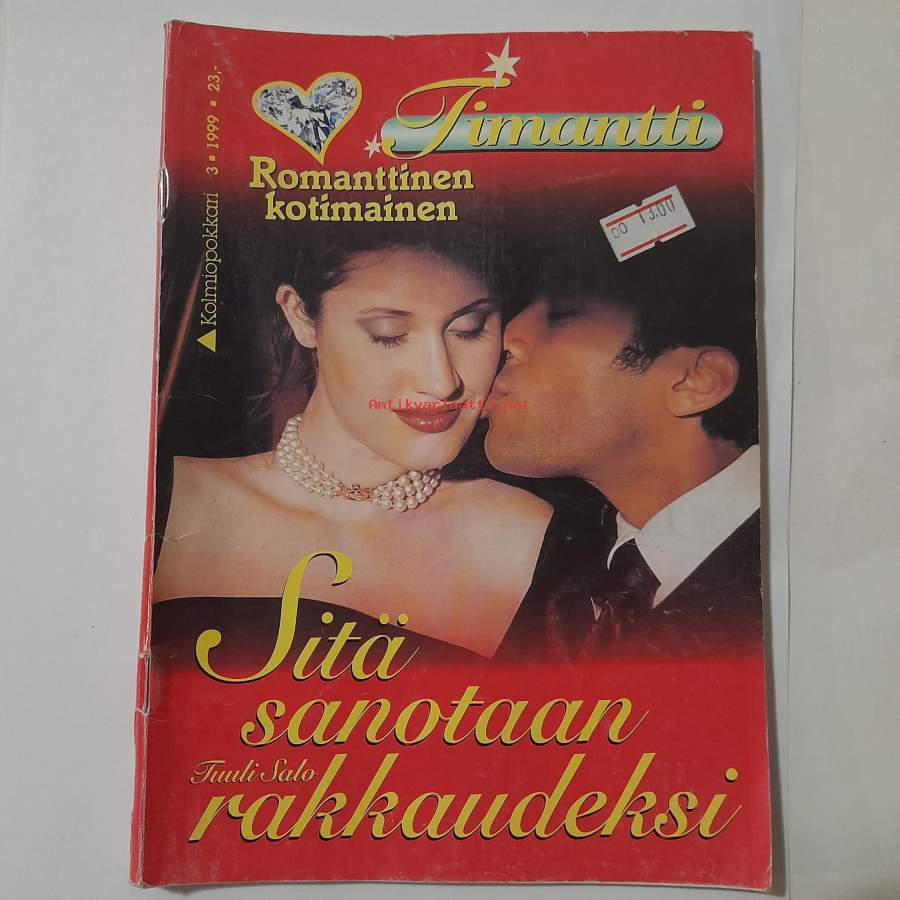 Timantti
Romanttinen
kotimainen
▲ Kolmiopokkari 3 ▪ 1999 ▪ 23,-
00 13.00
Antikvariaatti.net
Sitä
sanotaan
Tuuli Salo
rakkaudeksi